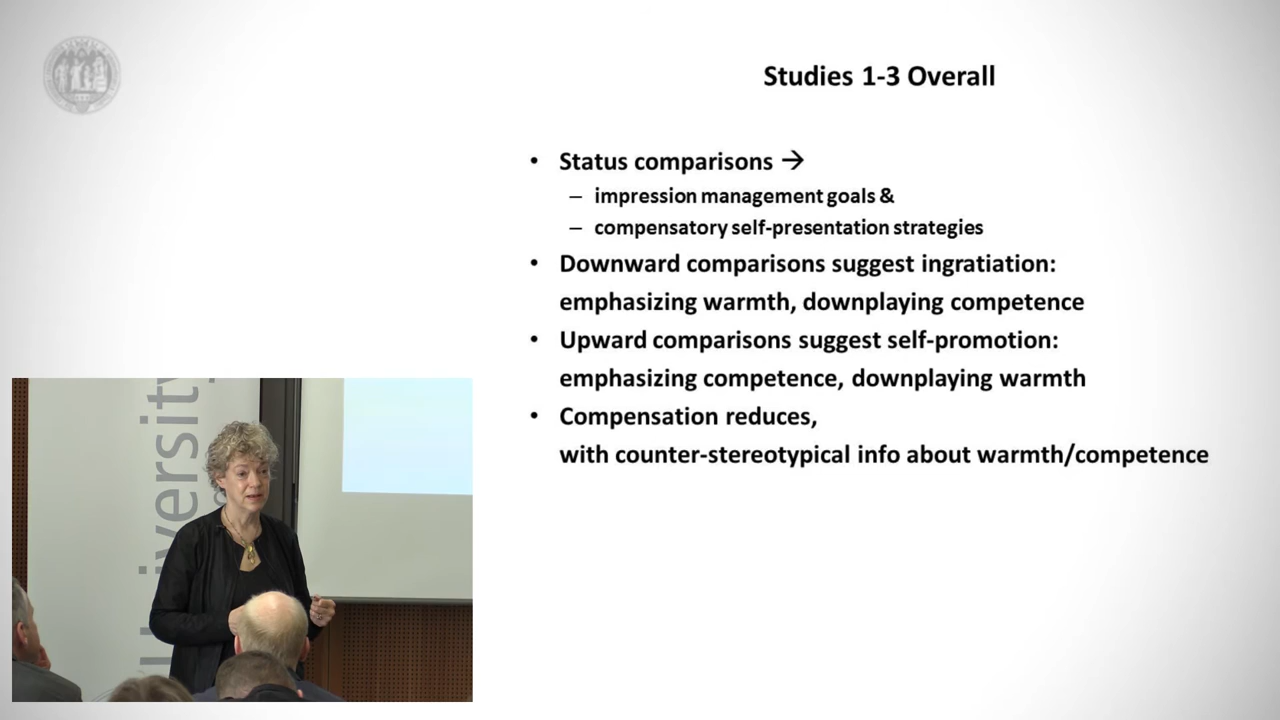 Studies 1-3 Overall
• Status comparisons →
– impression management goals &
– compensatory self-presentation strategies
• Downward comparisons suggest ingratiation:
emphasizing warmth, downplaying competence
• Upward comparisons suggest self-promotion:
emphasizing competence, downplaying warmth
• Compensation reduces,
with counter-stereotypical info about warmth/competence
University